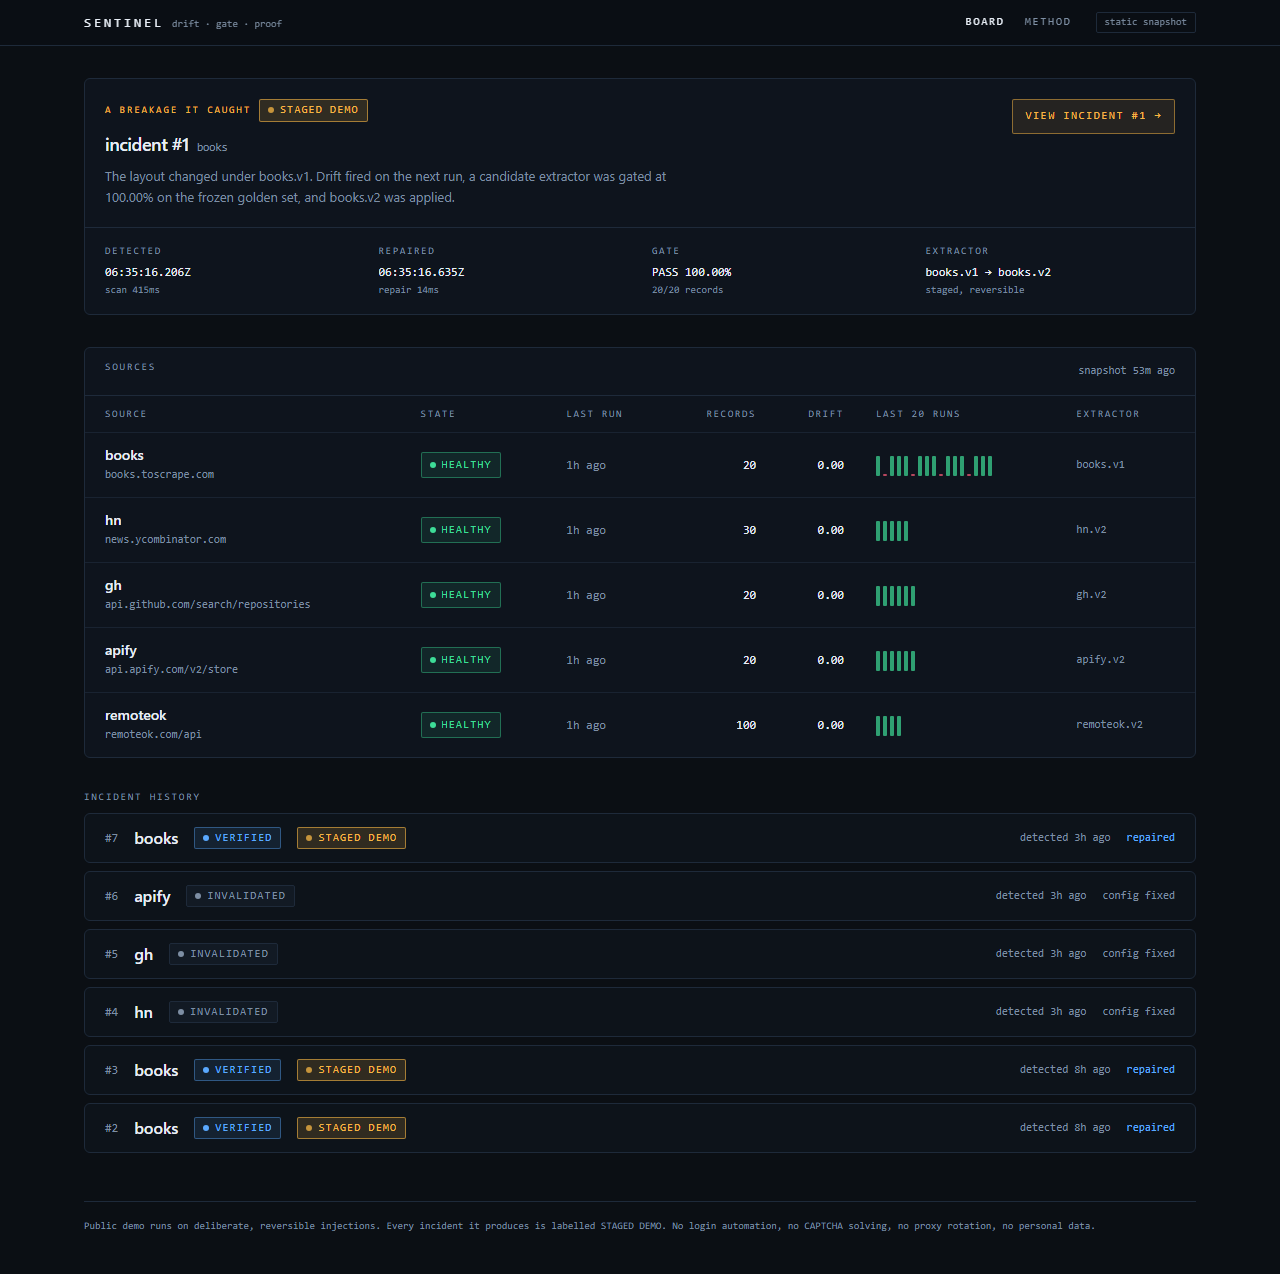 SENTINEL drift · gate · proof
BOARD METHOD static snapshot
A BREAKAGE IT CAUGHT STAGED DEMO
VIEW INCIDENT #1 →
incident #1 books
The layout changed under books.v1. Drift fired on the next run, a candidate extractor was gated at
100.00% on the frozen golden set, and books.v2 was applied.
DETECTED REPAIRED GATE EXTRACTOR
06:35:16.206Z 06:35:16.635Z PASS 100.00% books.v1 → books.v2
scan 415ms repair 14ms 20/20 records staged, reversible
SOURCES snapshot 53m ago
SOURCE STATE LAST RUN RECORDS DRIFT LAST 20 RUNS EXTRACTOR
books
books.toscrape.com
HEALTHY 1h ago 20 0.00 books.v1
hn
news.ycombinator.com
HEALTHY 1h ago 30 0.00 hn.v2
gh
api.github.com/search/repositories
HEALTHY 1h ago 20 0.00 gh.v2
apify
api.apify.com/v2/store
HEALTHY 1h ago 20 0.00 apify.v2
remoteok
remoteok.com/api
HEALTHY 1h ago 100 0.00 remoteok.v2
INCIDENT HISTORY
#7 books VERIFIED STAGED DEMO detected 3h ago repaired
#6 apify INVALIDATED detected 3h ago config fixed
#5 gh INVALIDATED detected 3h ago config fixed
#4 hn INVALIDATED detected 3h ago config fixed
#3 books VERIFIED STAGED DEMO detected 8h ago repaired
#2 books VERIFIED STAGED DEMO detected 8h ago repaired
Public demo runs on deliberate, reversible injections. Every incident it produces is labelled STAGED DEMO. No login automation, no CAPTCHA solving, no proxy rotation, no personal data.